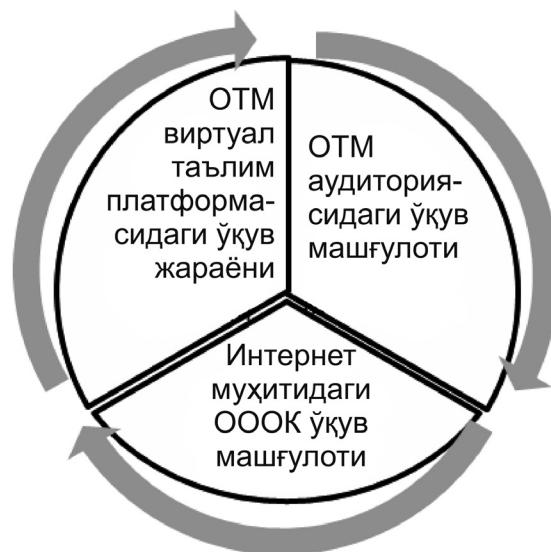 ОТМ
виртуал
таълим
платформа-
сидаги ўқув
жараёни
ОТМ
аудитория-
сидаги ўқув
машғулоти
Интернет
муҳитидаги
ОООК ўқув
машғулоти